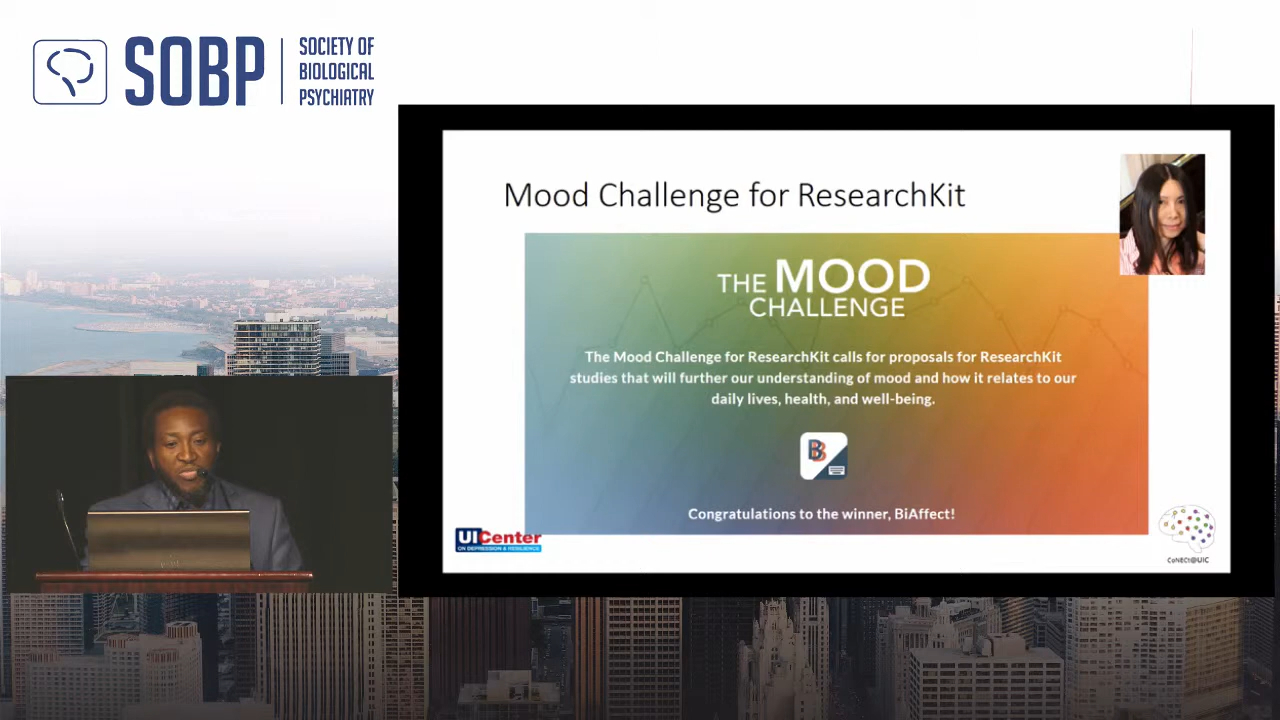 SOBP
SOCIETY OF
BIOLOGICAL
PSYCHIATRY
Mood Challenge for ResearchKit
THE MOOD
CHALLENGE
The Mood Challenge for ResearchKit calls for proposals for ResearchKit
studies that will further our understanding of mood and how it relates to our
daily lives, health, and well-being.
B
Congratulations to the winner, BiAffect!
UICenter
ON DEPRESSION & RESILIENCE
CoNECt@UIC